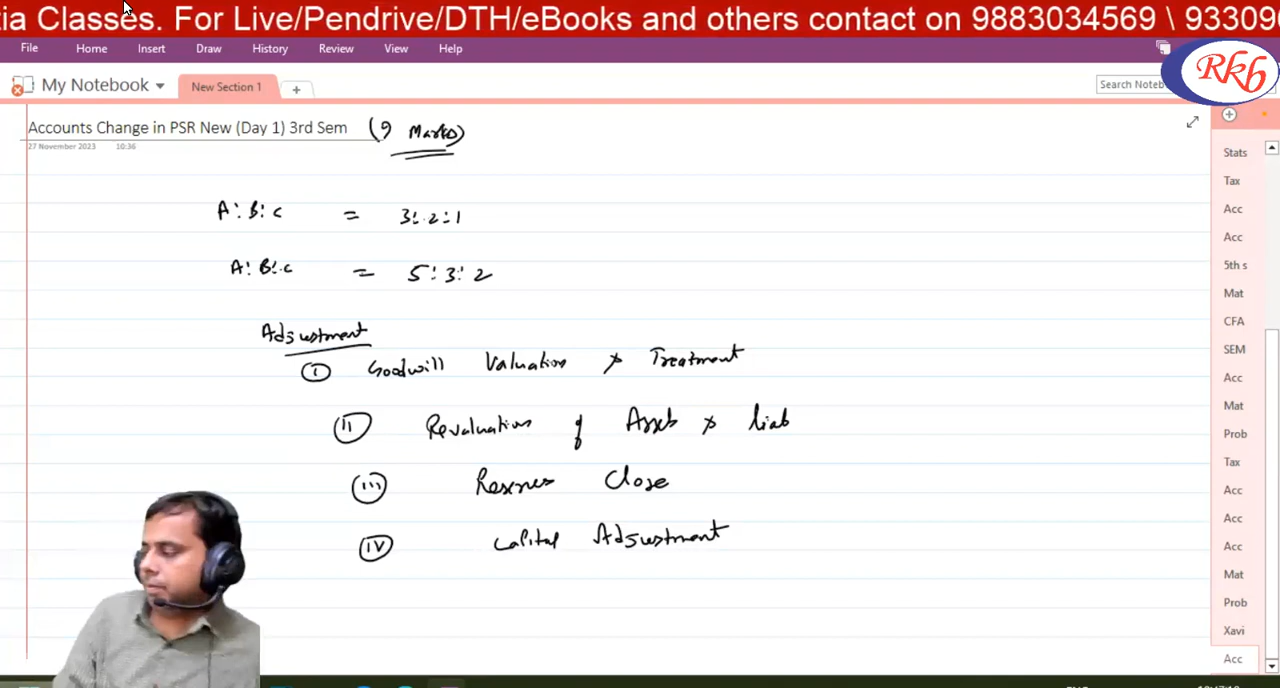 ia Classes. For Live/Pendrive/DTH/eBooks and others contact on 9883034569 \ 93309
File Home Insert Draw History Review View Help
Rkb
My Notebook
New Section 1
+
Search Noteb
Accounts Change in PSR New (Day 1) 3rd Sem (9 Marks)
27 November 2023 10:36
A:B:C = 3:2:1
A:B:C = 5:3:2
Adjustment
(i) Goodwill Valuation & Treatment
(ii) Revaluation of Asset & liab
(iii) Reserves Close
(iv) Capital Adjustment
Stats
Tax
Acc
Acc
5th s
Mat
CFA
SEM
Acc
Mat
Prob
Tax
Acc
Acc
Acc
Mat
Prob
Xavi
Acc